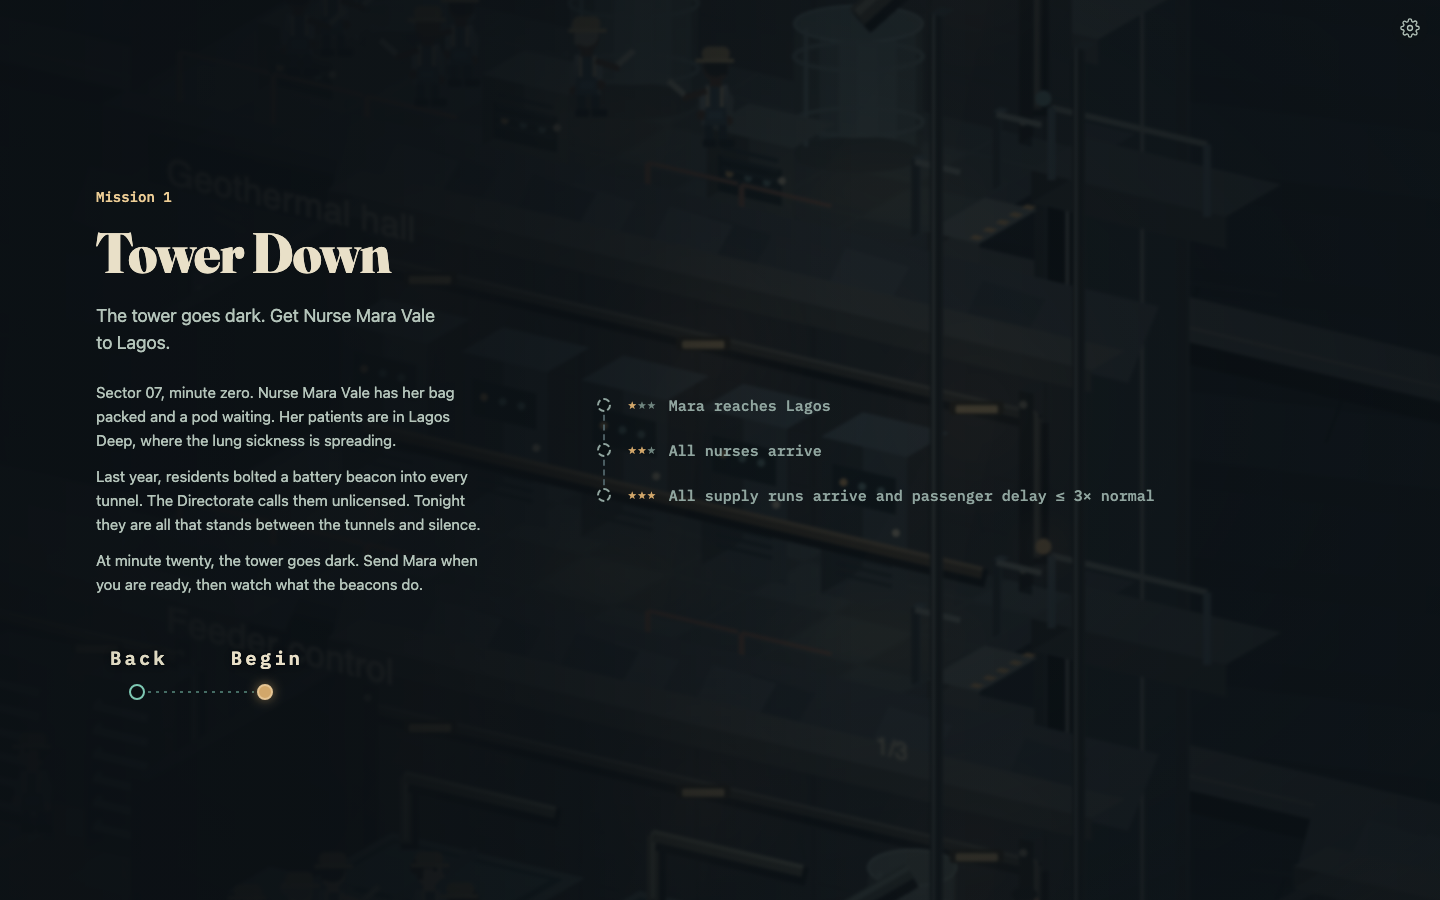 Geothermal hall
Mission 1
Tower Down
The tower goes dark. Get Nurse Mara Vale
to Lagos.
Sector 07, minute zero. Nurse Mara Vale has her bag
packed and a pod waiting. Her patients are in Lagos
Deep, where the lung sickness is spreading.
Last year, residents bolted a battery beacon into every
tunnel. The Directorate calls them unlicensed. Tonight
they are all that stands between the tunnels and silence.
At minute twenty, the tower goes dark. Send Mara when
you are ready, then watch what the beacons do.
★★★ Mara reaches Lagos
★★★ All nurses arrive
★★★ All supply runs arrive and passenger delay ≤ 3× normal
Feeder control
Back
Begin
1/3